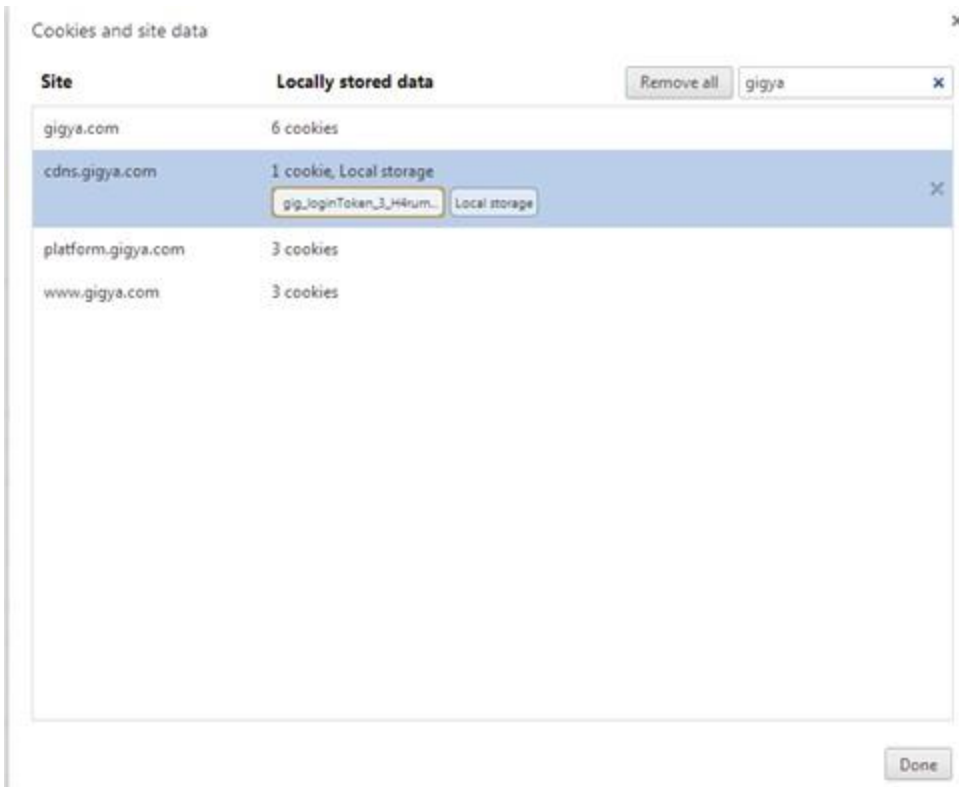 Cookies and site data
Site Locally stored data Remove all gigya
gigya.com 6 cookies
cdns.gigya.com 1 cookie, Local storage
gig_loginToken_3_H4rum... Local storage
platform.gigya.com 3 cookies
www.gigya.com 3 cookies
Done